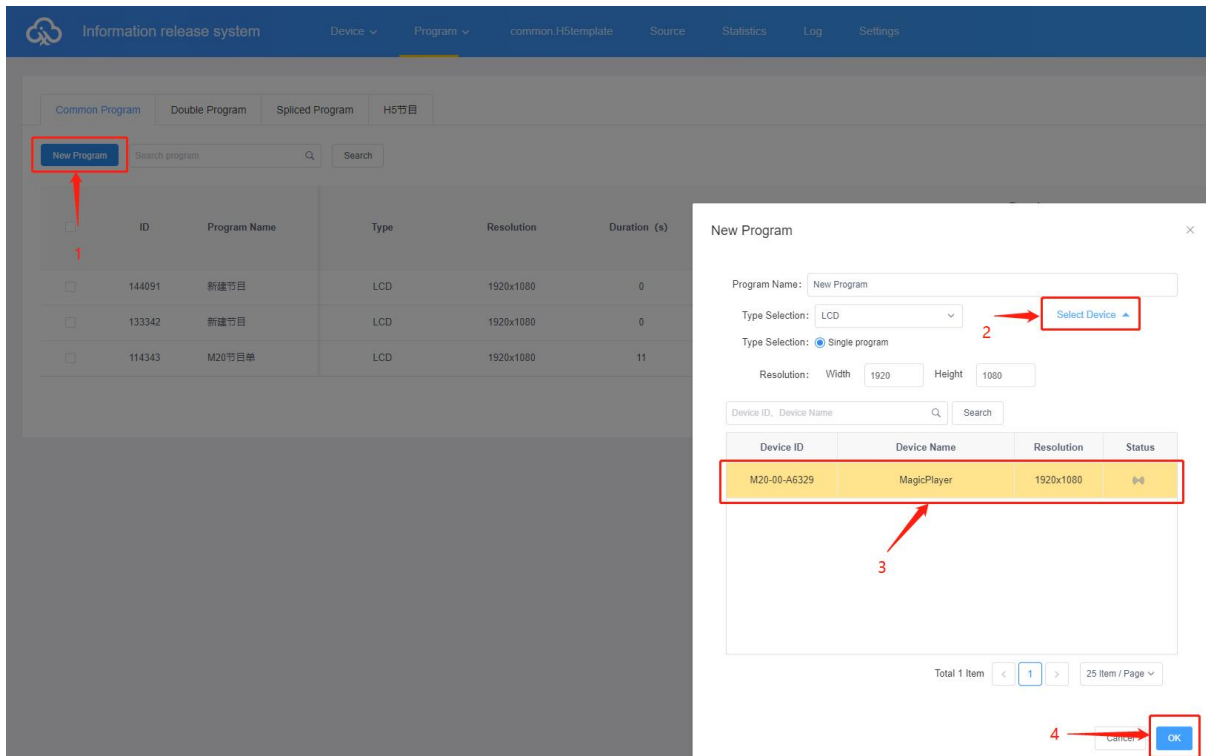 Information release system Device Program common.H5template Source Statistics Log Settings
Common Program Double Program Spliced Program H5节目
New Program Search program Search
ID Program Name Type Resolution Duration (s)
1
144091 新建节目 LCD 1920x1080 0
133342 新建节目 LCD 1920x1080 0
114343 M20节目单 LCD 1920x1080 11
New Program
Program Name: New Program
Type Selection: LCD 2 Select Device
Type Selection: Single program
Resolution: Width 1920 Height 1080
Device ID、Device Name Search
Device ID Device Name Resolution Status
M20-00-A6329 MagicPlayer 1920x1080
3
Total 1 Item < 1 > 25 Item / Page
4 Cancel OK